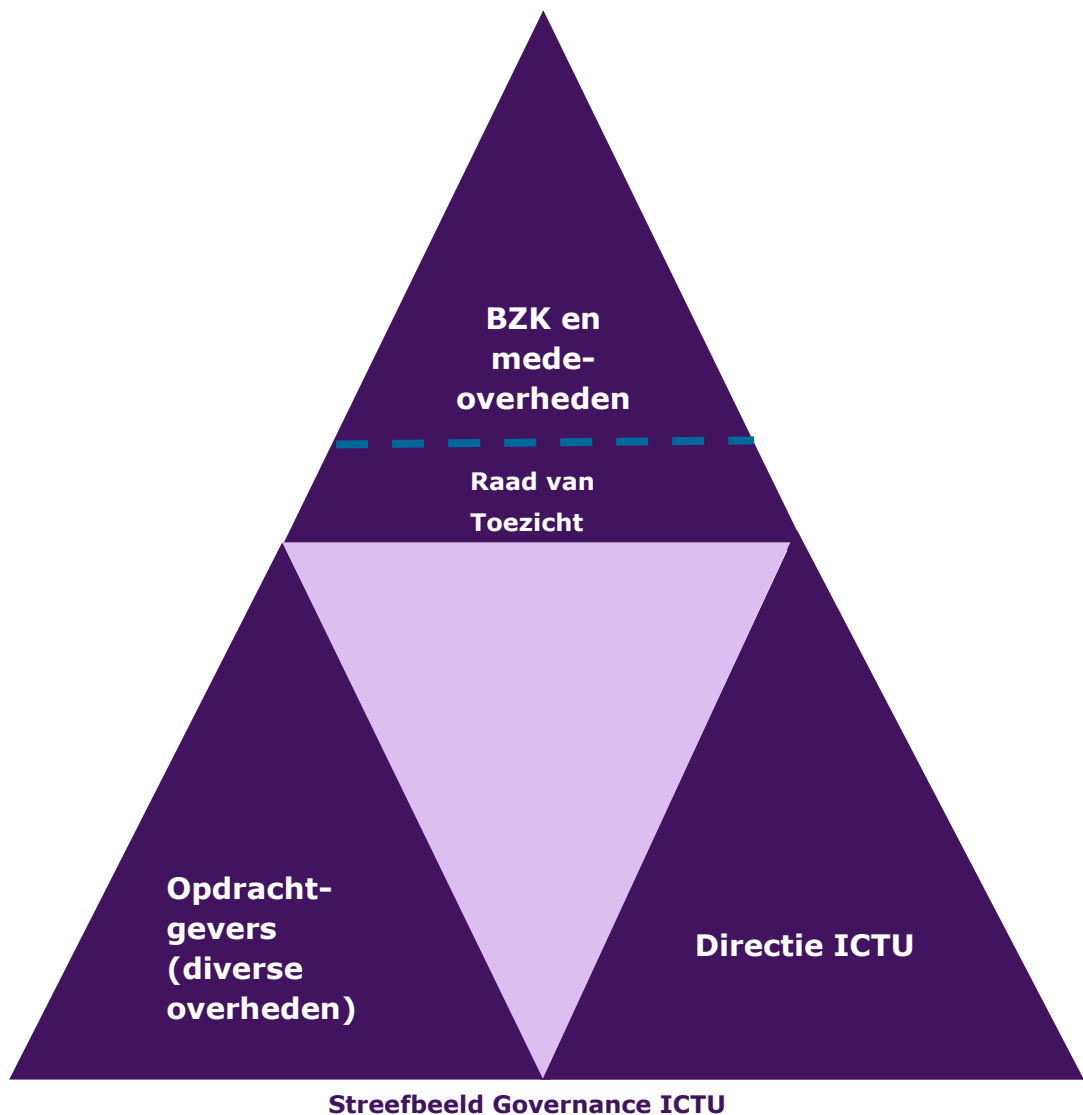 BZK en
mede-
overheden
Raad van
Toezicht
Opdracht-
gevers
(diverse
overheden)
Directie ICTU
Streefbeeld Governance ICTU